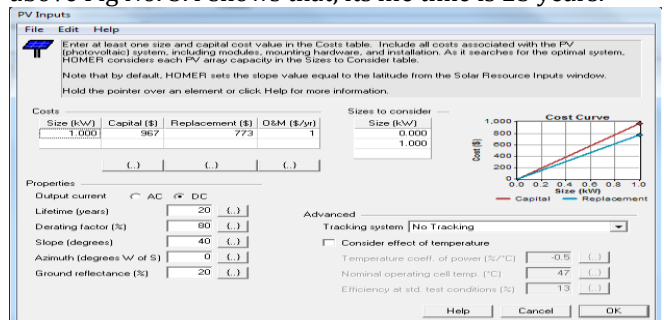 above Fig No. 3.1 shows that, its life time is 25 years.
PV Inputs
File Edit Help
Enter at least one size and capital cost value in the Costs table. Include all costs associated with the PV
(photovoltaic) system, including modules, mounting hardware, and installation. As it searches for the optimal system,
HOMER considers each PV array capacity in the Sizes to Consider table.
Note that by default, HOMER sets the slope value equal to the latitude from the Solar Resource Inputs window.
Hold the pointer over an element or click Help for more information.
Costs
Size (kW) Capital ($) Replacement ($) O&M ($/yr)
1.000 967 773 1
{..} {..} {..}
Sizes to consider
Size (kW)
0.000
1.000
Cost Curve
Cost ($)
1,000
800
600
400
200
0
0.0 0.2 0.4 0.6 0.8 1.0
Size (kW)
Capital Replacement
Properties
Output current AC DC
Lifetime (years) 20 {..}
Derating factor (%) 80 {..}
Slope (degrees) 40 {..}
Azimuth (degrees W of S) 0 {..}
Ground reflectance (%) 20 {..}
Advanced
Tracking system No Tracking
Consider effect of temperature
Temperature coeff. of power (%/°C) -0.5 {..}
Nominal operating cell temp. (°C) 47 {..}
Efficiency at std. test conditions (%) 13 {..}
Help Cancel OK